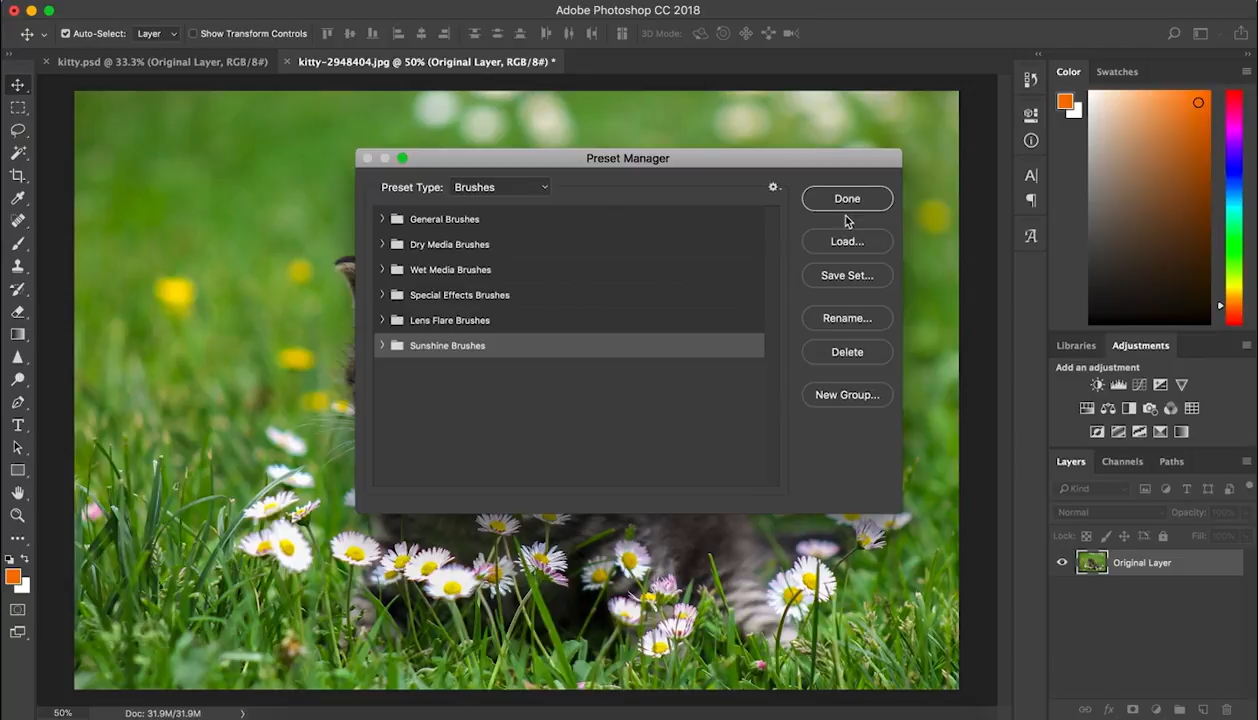 Adobe Photoshop CC 2018
Auto-Select: Layer Show Transform Controls 3D Mode:
kitty.psd @ 33.3% (Original Layer, RGB/8#) kitty-2948404.jpg @ 50% (Original Layer, RGB/8#) *
Color Swatches
Preset Manager
Preset Type: Brushes
Done
General Brushes
Load...
Dry Media Brushes
Wet Media Brushes
Save Set...
Special Effects Brushes
Lens Flare Brushes
Rename...
Sunshine Brushes
Delete
New Group...
Libraries Adjustments
Add an adjustment
Layers Channels Paths
Kind
Normal Opacity: 100%
Lock: Fill: 100%
Original Layer
50% Doc: 31.9M/31.9M